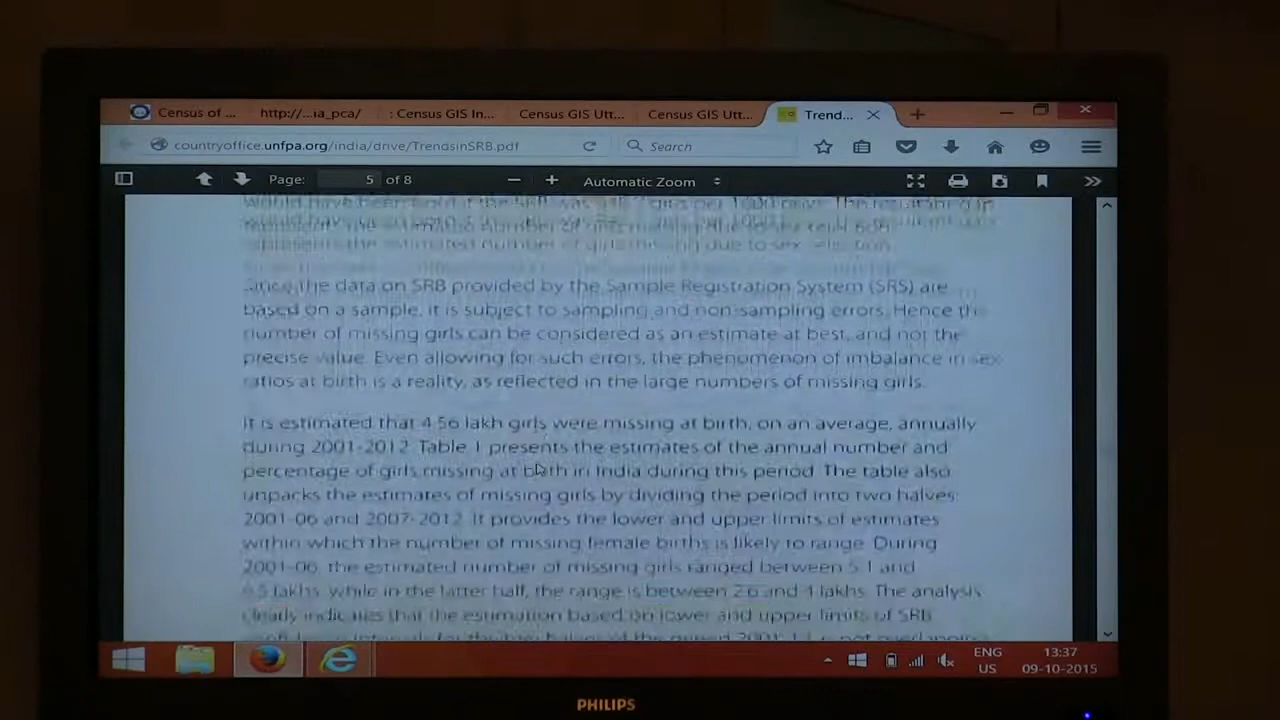 Census of ...
http://...ia_pca/
: Census GIS In...
Census GIS Utt...
Census GIS Utt...
Trend...
countryoffice.unfpa.org/india/drive/TrendsinSRB.pdf
Search
Page: 5 of 8
Automatic Zoom
represents the estimated number of girls missing due to sex selection.
Since the data on SRB provided by the Sample Registration System (SRS) are
based on a sample, it is subject to sampling and non-sampling errors. Hence the
number of missing girls can be considered as an estimate at best, and not the
precise value. Even allowing for such errors, the phenomenon of imbalance in sex
ratios at birth is a reality, as reflected in the large numbers of missing girls.
It is estimated that 4.56 lakh girls were missing at birth, on an average, annually
during 2001-2012. Table 1 presents the estimates of the annual number and
percentage of girls missing at birth in India during this period. The table also
unpacks the estimates of missing girls by dividing the period into two halves
2001-06 and 2007-2012. It provides the lower and upper limits of estimates
within which the number of missing female births is likely to range. During
2001-06, the estimated number of missing girls ranged between 5.1 and
lakhs, while in the latter half, the range is between 2.6 and 4 lakhs. The analysis
clearly indicates that the estimation based on lower and upper limits of SRB
ENG
US
13:37
09-10-2015
PHILIPS